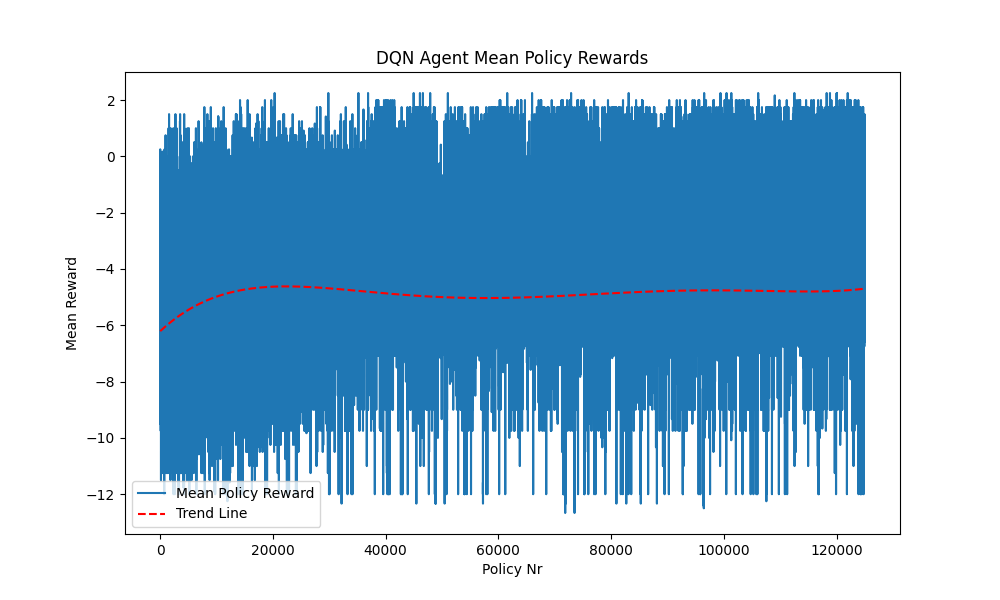 DQN Agent Mean Policy Rewards
2
0
−2
−4
−6
−8
−10
−12
Mean Reward
Mean Policy Reward
Trend Line
0 20000 40000 60000 80000 100000 120000
Policy Nr